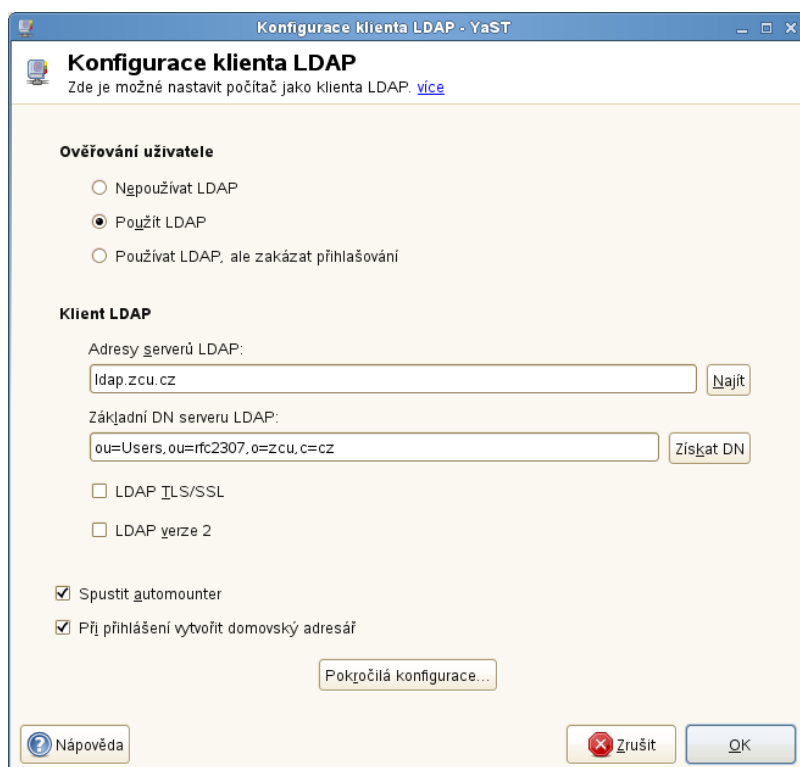 Konfigurace klienta LDAP - YaST
Konfigurace klienta LDAP
Zde je možné nastavit počítač jako klienta LDAP. více
Ověřování uživatele
Nepoužívat LDAP
Použít LDAP
Používat LDAP, ale zakázat přihlašování
Klient LDAP
Adresy serverů LDAP:
ldap.zcu.cz
Najít
Základní DN serveru LDAP:
ou=Users,ou=rfc2307,o=zcu,c=cz
Získat DN
LDAP TLS/SSL
LDAP verze 2
Spustit automounter
Při přihlášení vytvořit domovský adresář
Pokročilá konfigurace...
Nápověda
Zrušit
OK